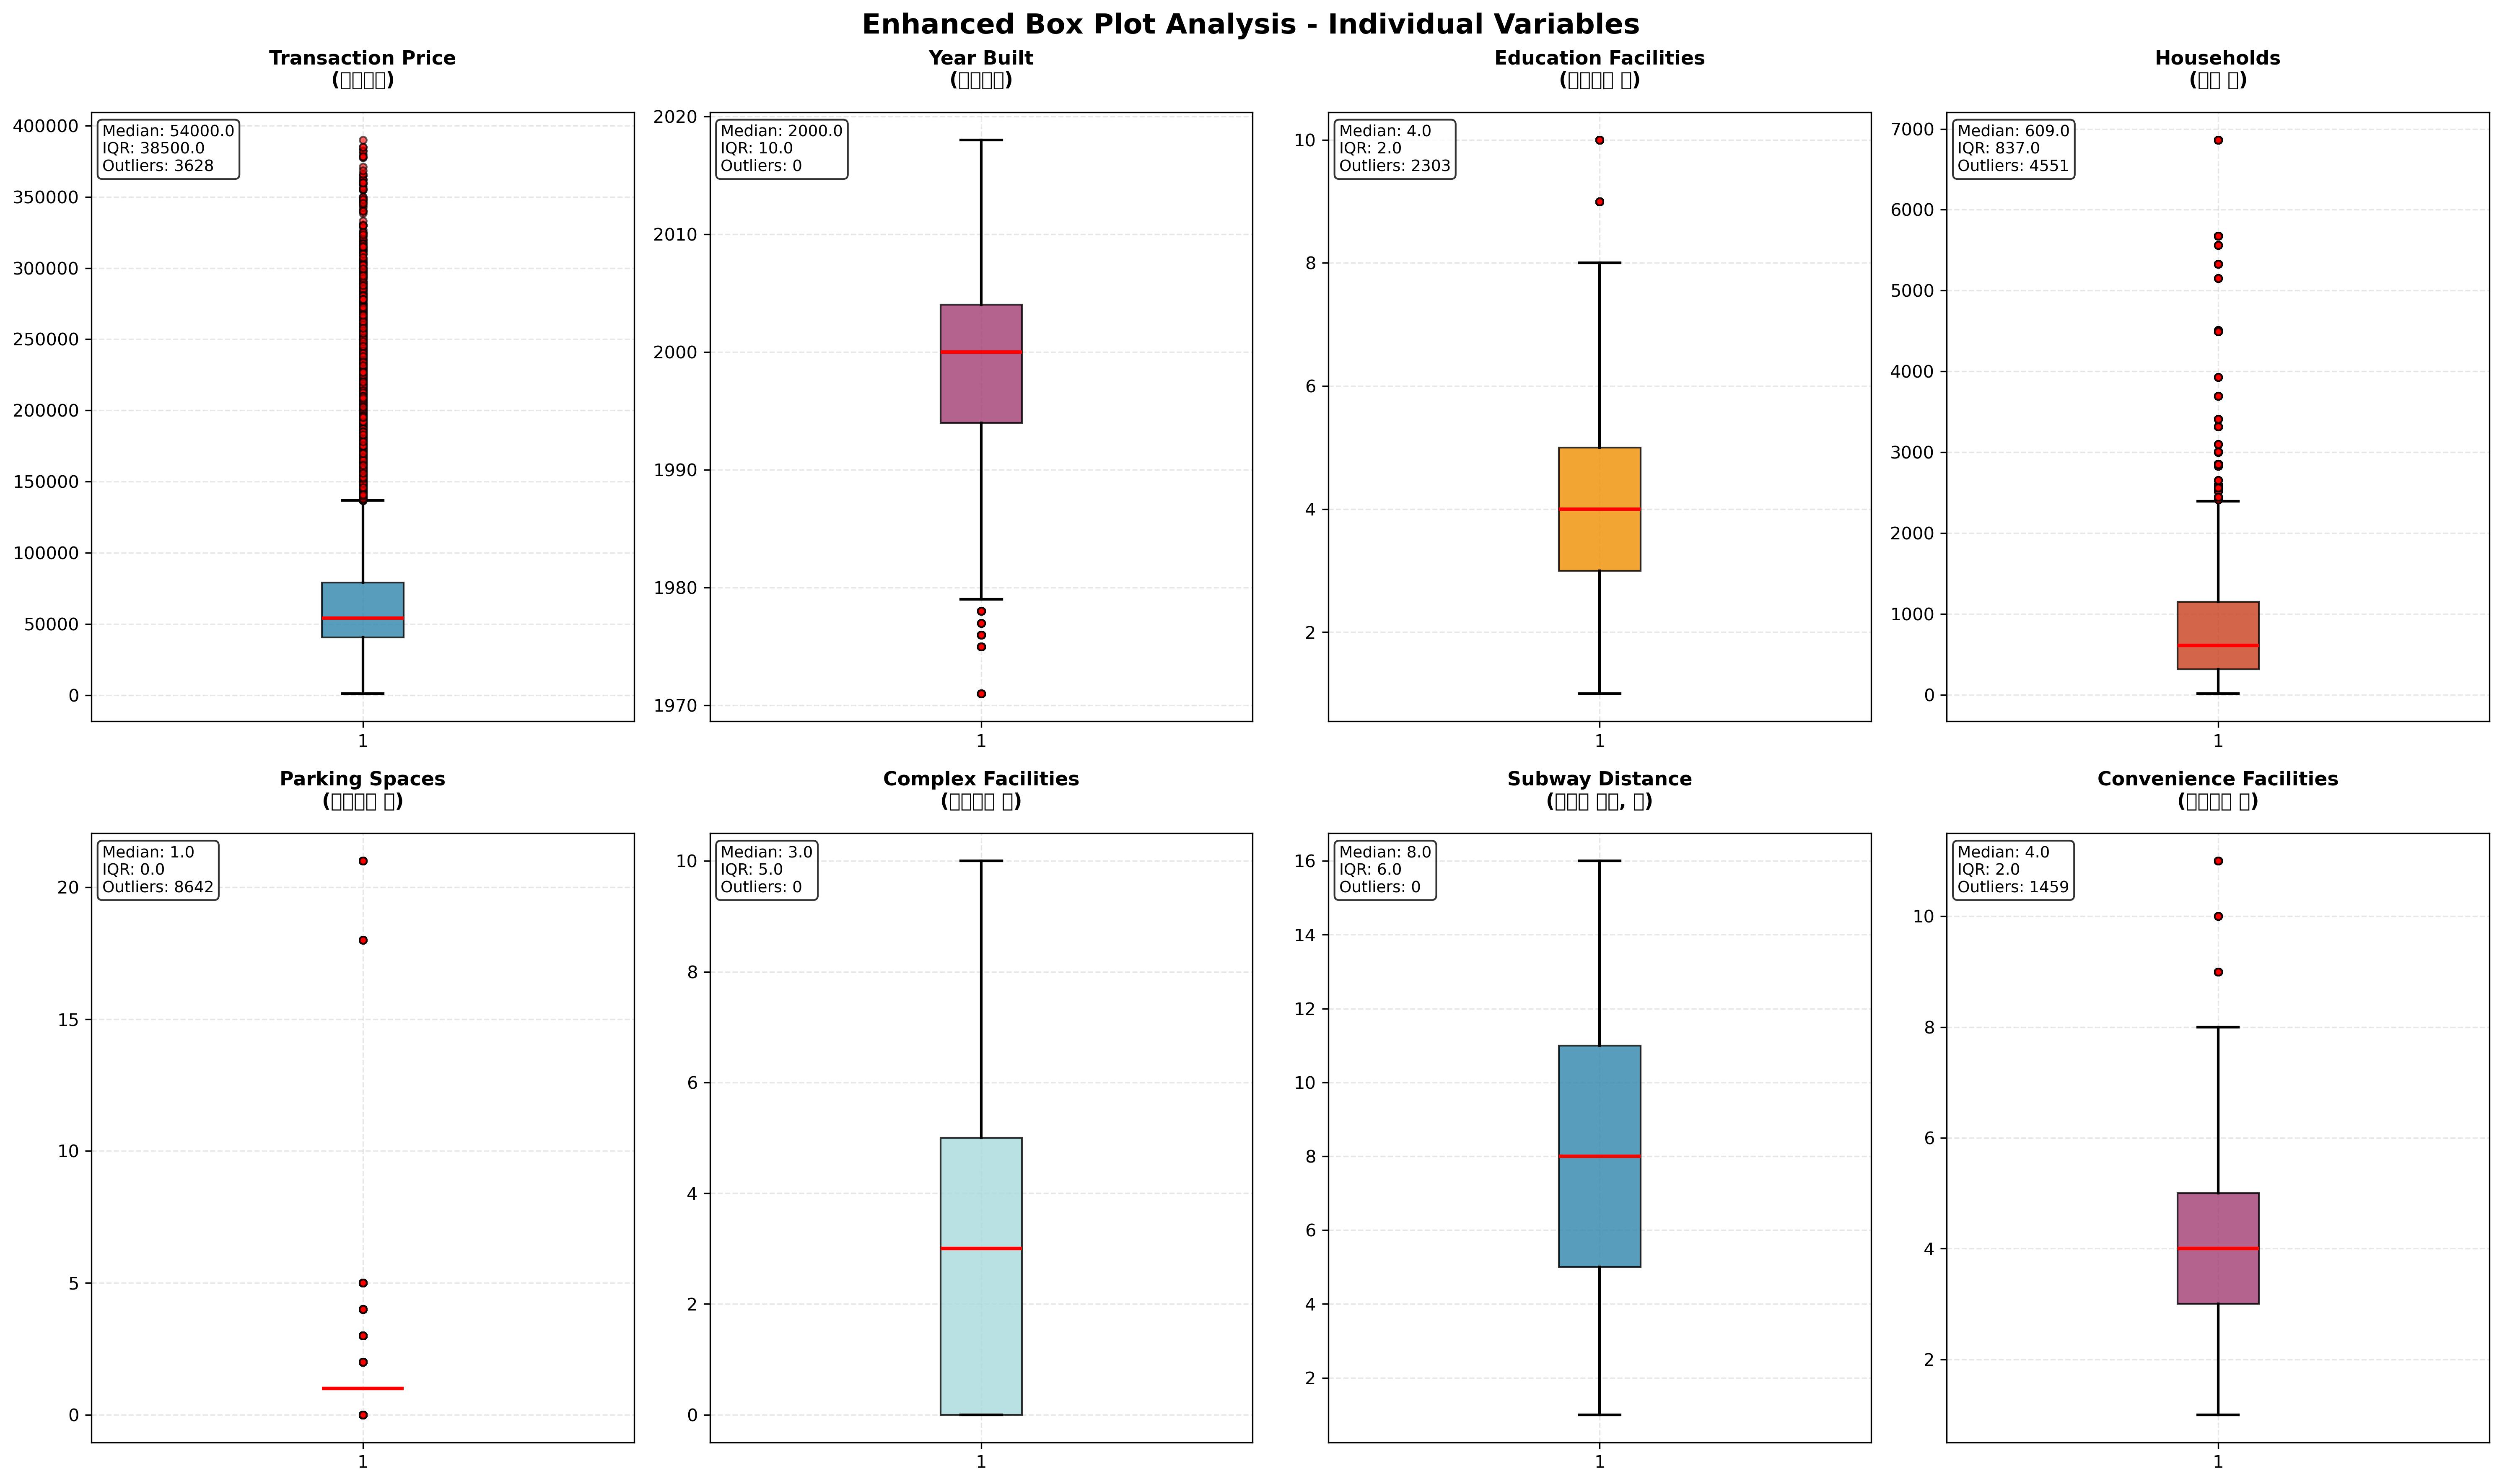 Enhanced Box Plot Analysis - Individual Variables
Transaction Price
(▯▯▯▯)
400000
350000
300000
250000
200000
150000
100000
50000
0
Median: 54000.0
IQR: 38500.0
Outliers: 3628
1
Year Built
(▯▯▯▯)
2020
2010
2000
1990
1980
1970
Median: 2000.0
IQR: 10.0
Outliers: 0
1
Education Facilities
(▯▯▯▯ ▯)
10
8
6
4
2
Median: 4.0
IQR: 2.0
Outliers: 2303
1
Households
(▯▯ ▯)
7000
6000
5000
4000
3000
2000
1000
0
Median: 609.0
IQR: 837.0
Outliers: 4551
1
Parking Spaces
(▯▯▯▯ ▯)
20
15
10
5
0
Median: 1.0
IQR: 0.0
Outliers: 8642
1
Complex Facilities
(▯▯▯▯ ▯)
10
8
6
4
2
0
Median: 3.0
IQR: 5.0
Outliers: 0
1
Subway Distance
(▯▯▯ ▯▯, ▯)
16
14
12
10
8
6
4
2
Median: 8.0
IQR: 6.0
Outliers: 0
1
Convenience Facilities
(▯▯▯▯ ▯)
10
8
6
4
2
Median: 4.0
IQR: 2.0
Outliers: 1459
1